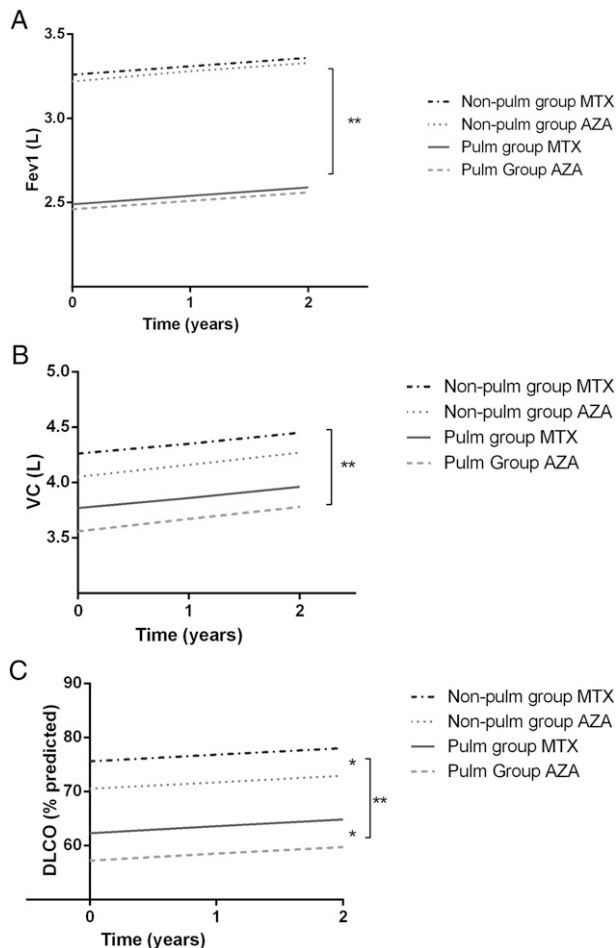 A
3.5
3.0
2.5
Fev1 (L)
0
1
2
Time (years)
**
Non-pulm group MTX
Non-pulm group AZA
Pulm group MTX
Pulm Group AZA
B
5.0
4.5
4.0
3.5
VC (L)
0
1
2
Time (years)
**
Non-pulm group MTX
Non-pulm group AZA
Pulm group MTX
Pulm Group AZA
C
90
80
70
60
DLCO (% predicted)
0
1
2
Time (years)
*
**
*
Non-pulm group MTX
Non-pulm group AZA
Pulm group MTX
Pulm Group AZA